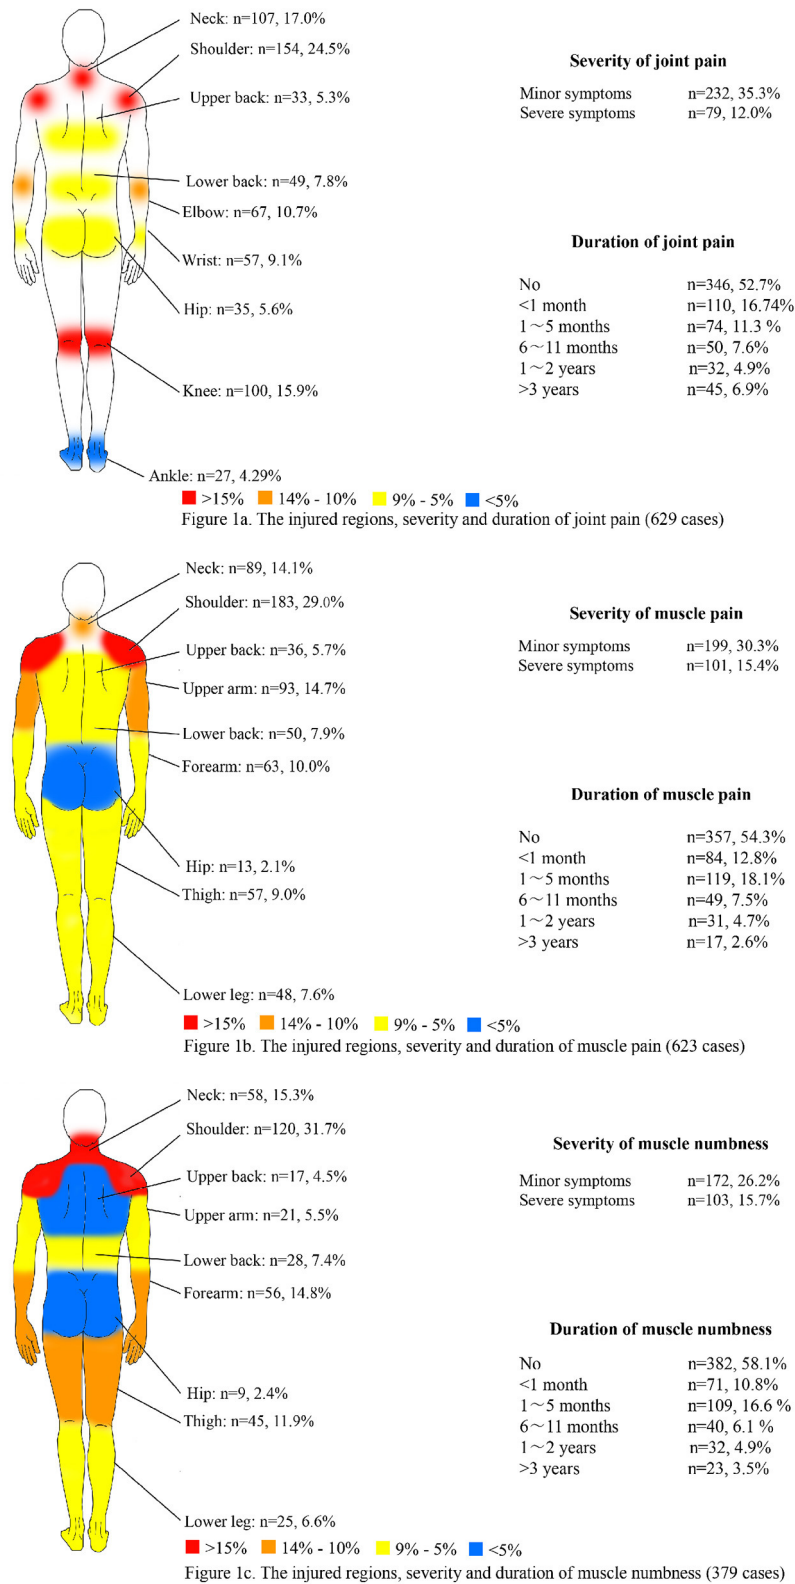 Neck: n=107, 17.0%
Shoulder: n=154, 24.5%
Upper back: n=33, 5.3%
Lower back: n=49, 7.8%
Elbow: n=67, 10.7%
Wrist: n=57, 9.1%
Hip: n=35, 5.6%
Knee: n=100, 15.9%
Ankle: n=27, 4.29%
Severity of joint pain
Minor symptoms n=232, 35.3%
Severe symptoms n=79, 12.0%
Duration of joint pain
No n=346, 52.7%
<1 month n=110, 16.74%
1~5 months n=74, 11.3 %
6~11 months n=50, 7.6%
1~2 years n=32, 4.9%
>3 years n=45, 6.9%
>15% 14% - 10% 9% - 5% <5%
Figure 1a. The injured regions, severity and duration of joint pain (629 cases)
Neck: n=89, 14.1%
Shoulder: n=183, 29.0%
Upper back: n=36, 5.7%
Upper arm: n=93, 14.7%
Lower back: n=50, 7.9%
Forearm: n=63, 10.0%
Hip: n=13, 2.1%
Thigh: n=57, 9.0%
Lower leg: n=48, 7.6%
Severity of muscle pain
Minor symptoms n=199, 30.3%
Severe symptoms n=101, 15.4%
Duration of muscle pain
No n=357, 54.3%
<1 month n=84, 12.8%
1~5 months n=119, 18.1%
6~11 months n=49, 7.5%
1~2 years n=31, 4.7%
>3 years n=17, 2.6%
>15% 14% - 10% 9% - 5% <5%
Figure 1b. The injured regions, severity and duration of muscle pain (623 cases)
Neck: n=58, 15.3%
Shoulder: n=120, 31.7%
Upper back: n=17, 4.5%
Upper arm: n=21, 5.5%
Lower back: n=28, 7.4%
Forearm: n=56, 14.8%
Hip: n=9, 2.4%
Thigh: n=45, 11.9%
Lower leg: n=25, 6.6%
Severity of muscle numbness
Minor symptoms n=172, 26.2%
Severe symptoms n=103, 15.7%
Duration of muscle numbness
No n=382, 58.1%
<1 month n=71, 10.8%
1~5 months n=109, 16.6 %
6~11 months n=40, 6.1 %
1~2 years n=32, 4.9%
>3 years n=23, 3.5%
>15% 14% - 10% 9% - 5% <5%
Figure 1c. The injured regions, severity and duration of muscle numbness (379 cases)